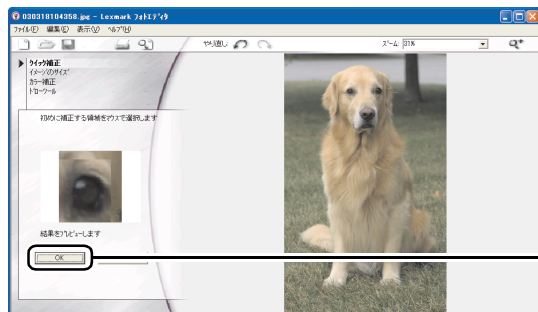 030318104358.jpg - Lexmark フォトエディタ
ファイル(F) 編集(E) 表示(V) ヘルプ(H)
やり直し
ズーム: 31%
クイック補正
イメージのサイズ
カラー補正
ドローツール
初めに補正する領域をマウスで選択します
結果をプレビューします
OK